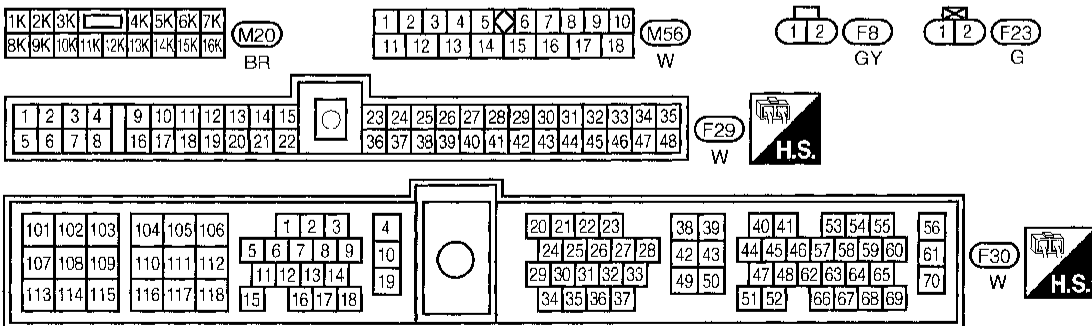 1K 2K 3K 4K 5K 6K 7K
8K 9K 10K 11K 12K 13K 14K 15K 16K
M20
BR
1 2 3 4 5 6 7 8 9 10
11 12 13 14 15 16 17 18
M56
W
1 2
F8
GY
1 2
F23
G
1 2 3 4 9 10 11 12 13 14 15 23 24 25 26 27 28 29 30 31 32 33 34 35
5 6 7 8 16 17 18 19 20 21 22 36 37 38 39 40 41 42 43 44 45 46 47 48
F29
W
H.S.
101 102 103 104 105 106 1 2 3 4 20 21 22 23 38 39 40 41 53 54 55 56
107 108 109 110 111 112 5 6 7 8 9 10 24 25 26 27 28 42 43 44 45 46 57 58 59 60 61
113 114 115 116 117 118 11 12 13 14 19 29 30 31 32 33 49 50 47 48 62 63 64 65 70
15 16 17 18 34 35 36 37 51 52 66 67 68 69
F30
W
H.S.